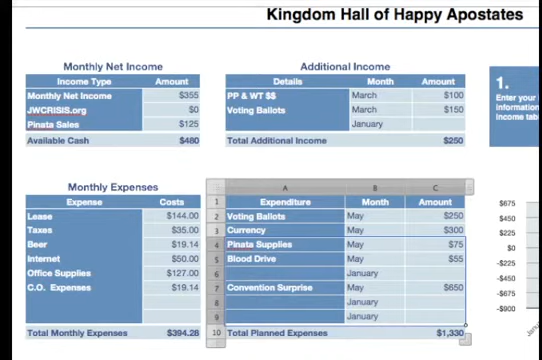 Kingdom Hall of Happy Apostates
Monthly Net Income
Income Type Amount
Monthly Net Income $355
JWCRISIS.org $0
Pinata Sales $125
Available Cash $480
Additional Income
Details Month Amount
PP & WT $$ March $100
Voting Ballots March $150
January
Total Additional Income $250
1.
Enter your
information
income tab
Monthly Expenses
Expense Costs
Lease $144.00
Taxes $35.00
Beer $19.14
Internet $50.00
Office Supplies $127.00
C.O. Expenses $19.14
Total Monthly Expenses $394.28
A B C
1 Expenditure Month Amount
2 Voting Ballots May $250
3 Currency May $300
4 Pinata Supplies May $75
5 Blood Drive May $55
6 January
7 Convention Surprise May $650
8 January
9 January
10 Total Planned Expenses $1,330
$675
$450
$225
$0
-$225
-$450
-$675
-$900